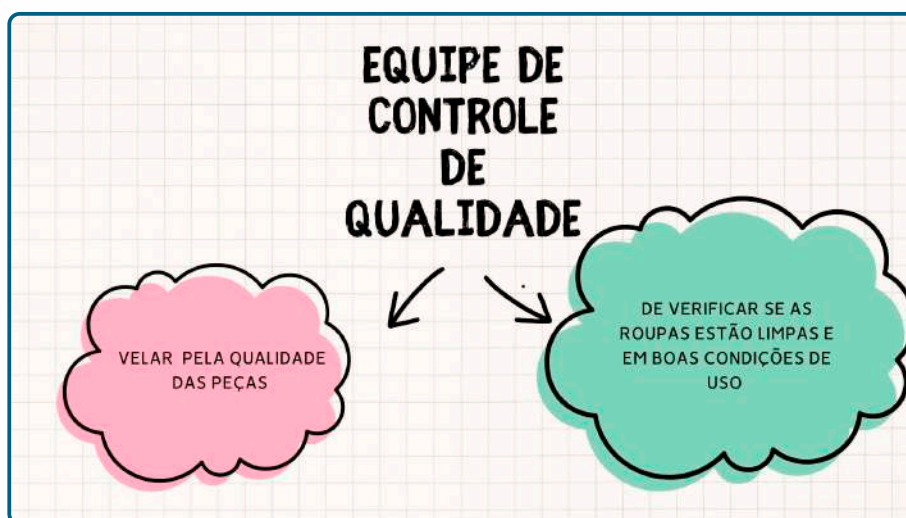 EQUIPE DE
CONTROLE
DE
QUALIDADE
VELAR PELA QUALIDADE
DAS PEÇAS
DE VERIFICAR SE AS
ROUPAS ESTÃO LIMPAS E
EM BOAS CONDIÇÕES DE
USO